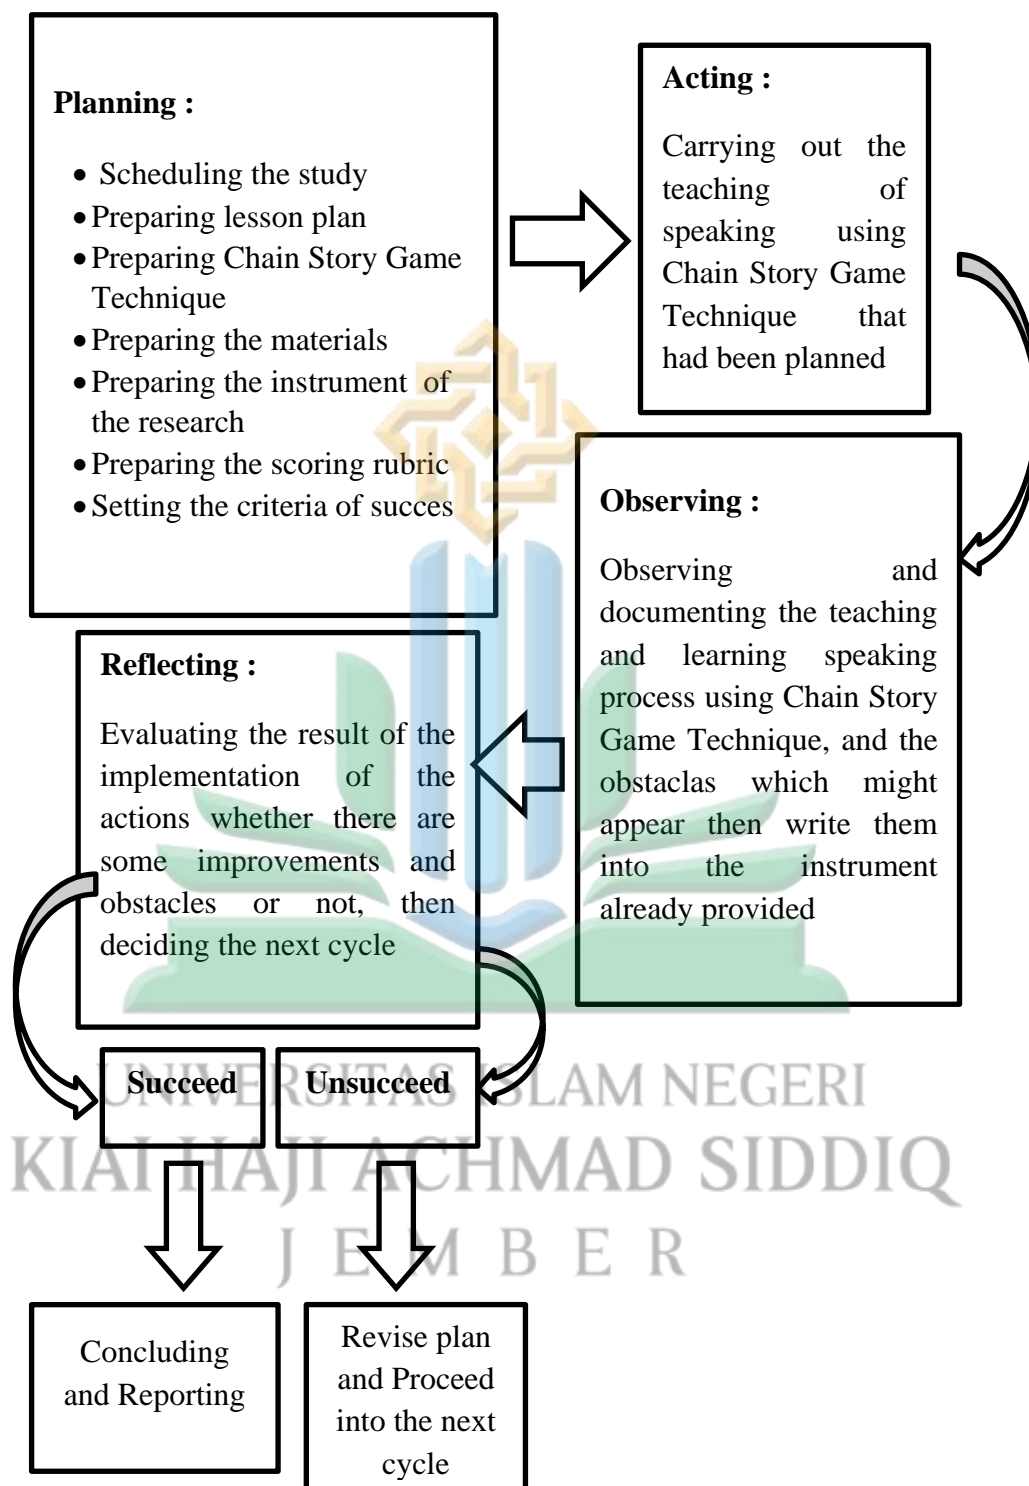 Planning :
• Scheduling the study
• Preparing lesson plan
• Preparing Chain Story Game
Technique
• Preparing the materials
• Preparing the instrument of
the research
• Preparing the scoring rubric
• Setting the criteria of succes
Acting :
Carrying out the
teaching of
speaking using
Chain Story Game
Technique that
had been planned
Observing :
Observing and
documenting the teaching
and learning speaking
process using Chain Story
Game Technique, and the
obstaclas which might
appear then write them
into the instrument
already provided
Reflecting :
Evaluating the result of the
implementation of the
actions whether there are
some improvements and
obstacles or not, then
deciding the next cycle
Succeed
Unsucceed
UNIVERSITAS ISLAM NEGERI
KIAI HAJI ACHMAD SIDDIQ
JEMBER
Concluding
and Reporting
Revise plan
and Proceed
into the next
cycle